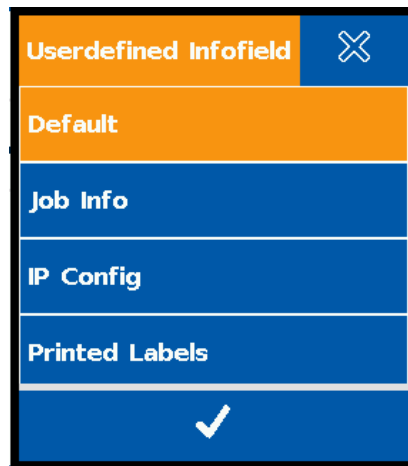 Userdefined Infofield
Default
Job Info
IP Config
Printed Labels